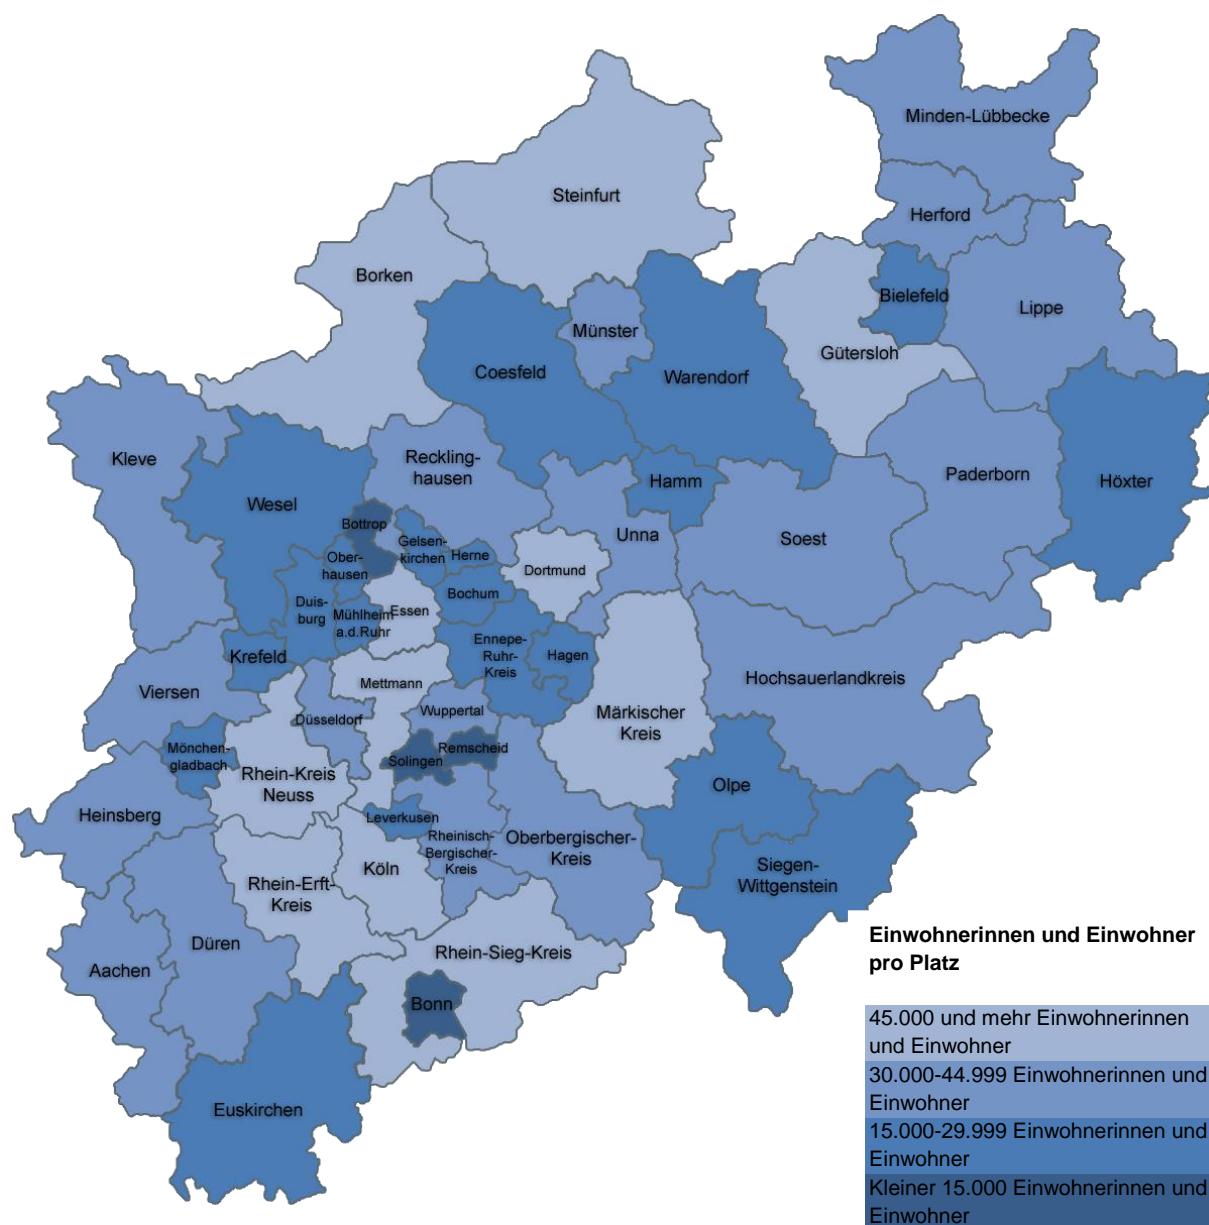 Minden-Lübbecke
Steinfurt
Herford
Borken
Bielefeld
Lippe
Münster
Gütersloh
Coesfeld
Warendorf
Kleve
Reckling-
hausen
Paderborn
Höxter
Hamm
Wesel
Bottrop
Gelsen-
kirchen
Herne
Unna
Soest
Ober-
hausen
Dortmund
Bochum
Duis-
burg
Mühlheim
a.d.Ruhr
Essen
Ennepe-
Ruhr-
Kreis
Hagen
Krefeld
Mettmann
Hochsauerlandkreis
Viersen
Düsseldorf
Wuppertal
Märkischer
Kreis
Mönchen-
gladbach
Remscheid
Solingen
Rhein-Kreis
Neuss
Olpe
Heinsberg
Leverkusen
Rheinisch-
Bergischer-
Kreis
Oberbergischer-
Kreis
Köln
Siegen-
Wittgenstein
Rhein-Erft-
Kreis
Düren
Rhein-Sieg-Kreis
Aachen
Bonn
Euskirchen
Einwohnerinnen und Einwohner
pro Platz
45.000 und mehr Einwohnerinnen
und Einwohner
30.000-44.999 Einwohnerinnen und
Einwohner
15.000-29.999 Einwohnerinnen und
Einwohner
Kleiner 15.000 Einwohnerinnen und
Einwohner